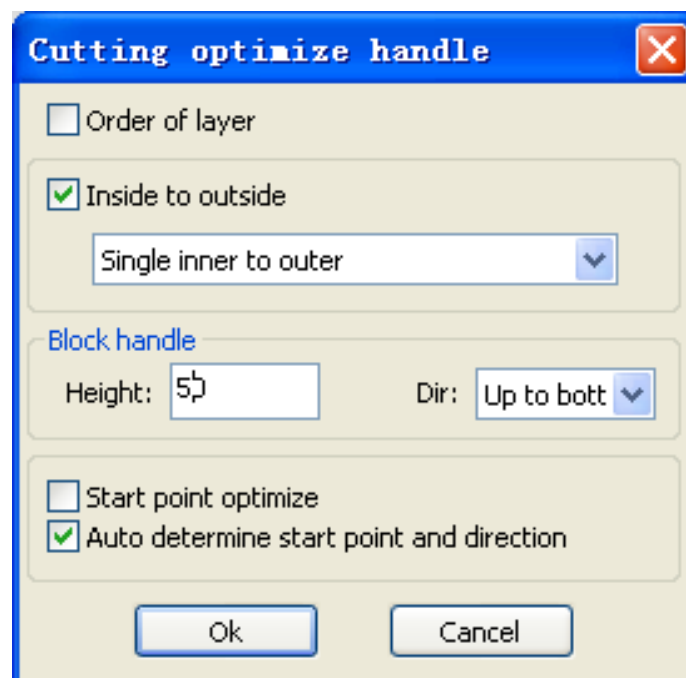 Cutting optimize handle
Order of layer
Inside to outside
Single inner to outer
Block handle
Height:
Dir: Up to bott
Start point optimize
Auto determine start point and direction
Ok Cancel